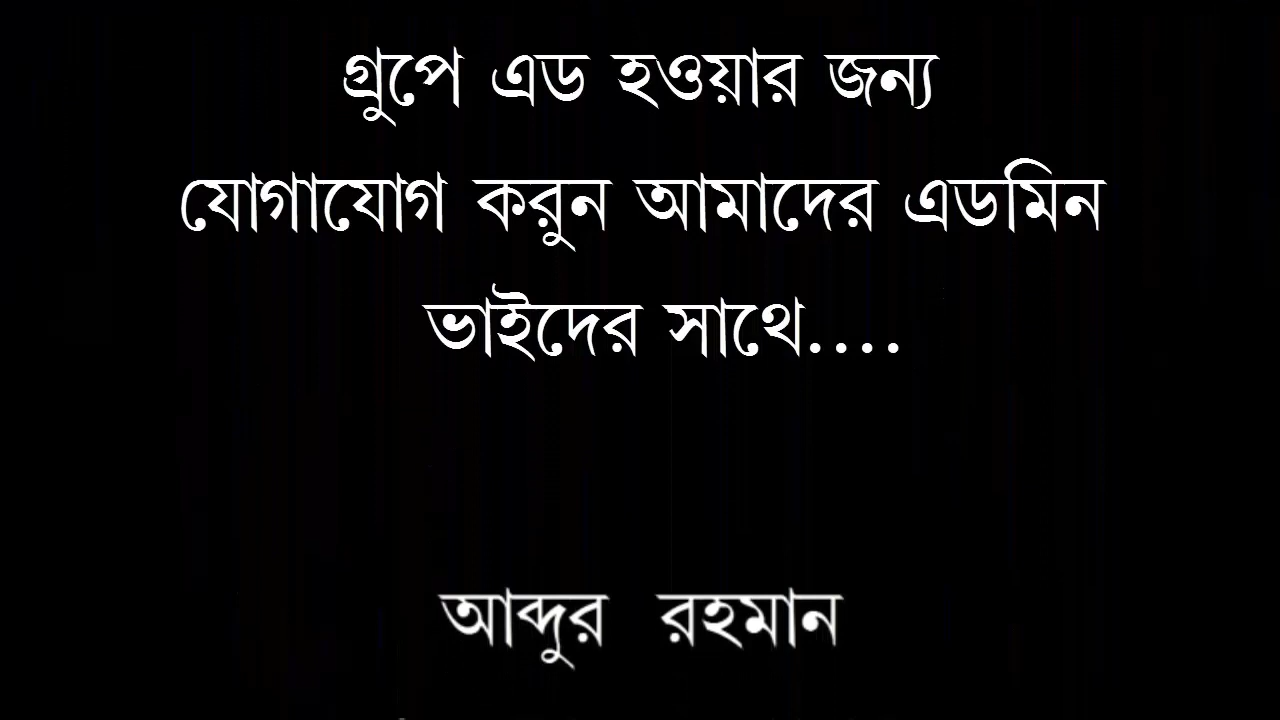 গ্রুপে এড হওয়ার জন্য
যোগাযোগ করুন আমাদের এডমিন
ভাইদের সাথে....
আব্দুর রহমান